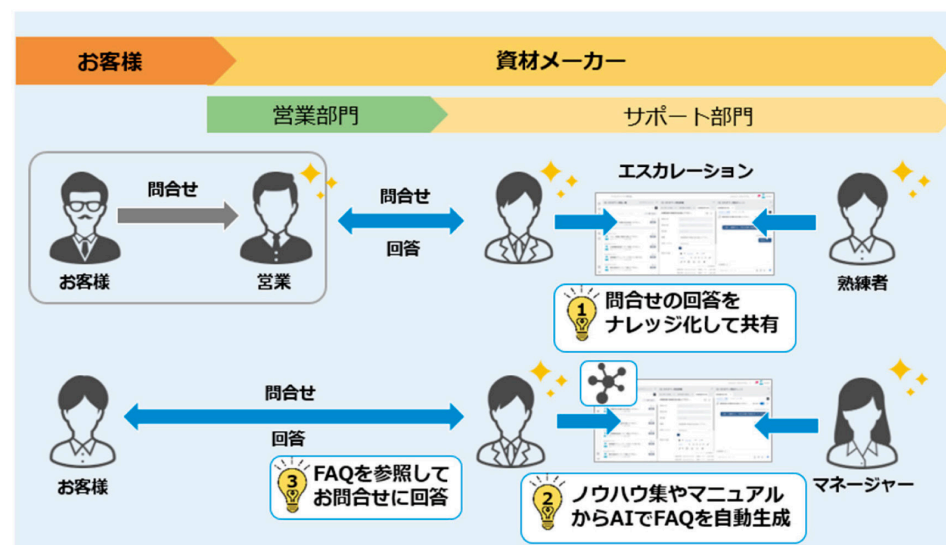 お客様
資材メーカー
営業部門
サポート部門
問合せ
お客様
営業
問合せ
回答
エスカレーション
熟練者
1
問合せの回答を
ナレッジ化して共有
問合せ
回答
お客様
3
FAQを参照して
お問合せに回答
2
ノウハウ集やマニュアル
からAIでFAQを自動生成
マネージャー